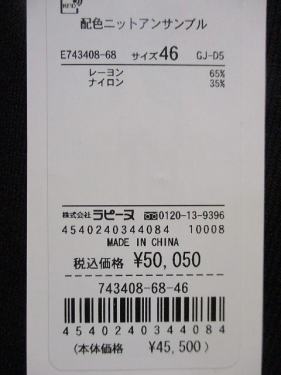 配色ニットアンサンブル
E743408-68 サイズ46 GJ-D5
レーヨン 65%
ナイロン 35%
株式会社ラピーヌ 0120-13-9396
4540240344084 10008
MADE IN CHINA
税込価格 ¥50,050
743408-68-46
4540240344084
(本体価格 ¥45,500)